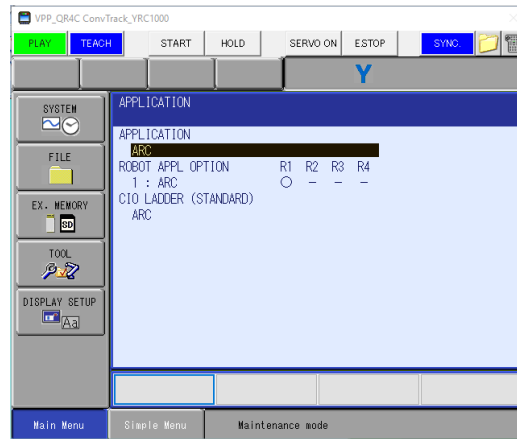 VPP_QR4C ConvTrack_YRC1000
PLAY TEACH START HOLD SERVO ON E.STOP SYNC.
Y
SYSTEM
FILE
EX. MEMORY
SD
TOOL
DISPLAY SETUP
Aa
APPLICATION
APPLICATION
ARC
ROBOT APPL OPTION R1 R2 R3 R4
1 : ARC ○ - - -
CIO LADDER (STANDARD)
ARC
Main Menu Simple Menu Maintenance mode